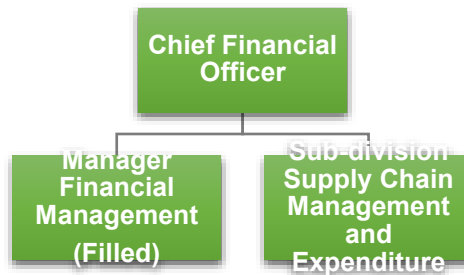 Chief Financial
Officer
Manager
Financial
Management
(Filled)
Sub-division
Supply Chain
Management
and
Expenditure